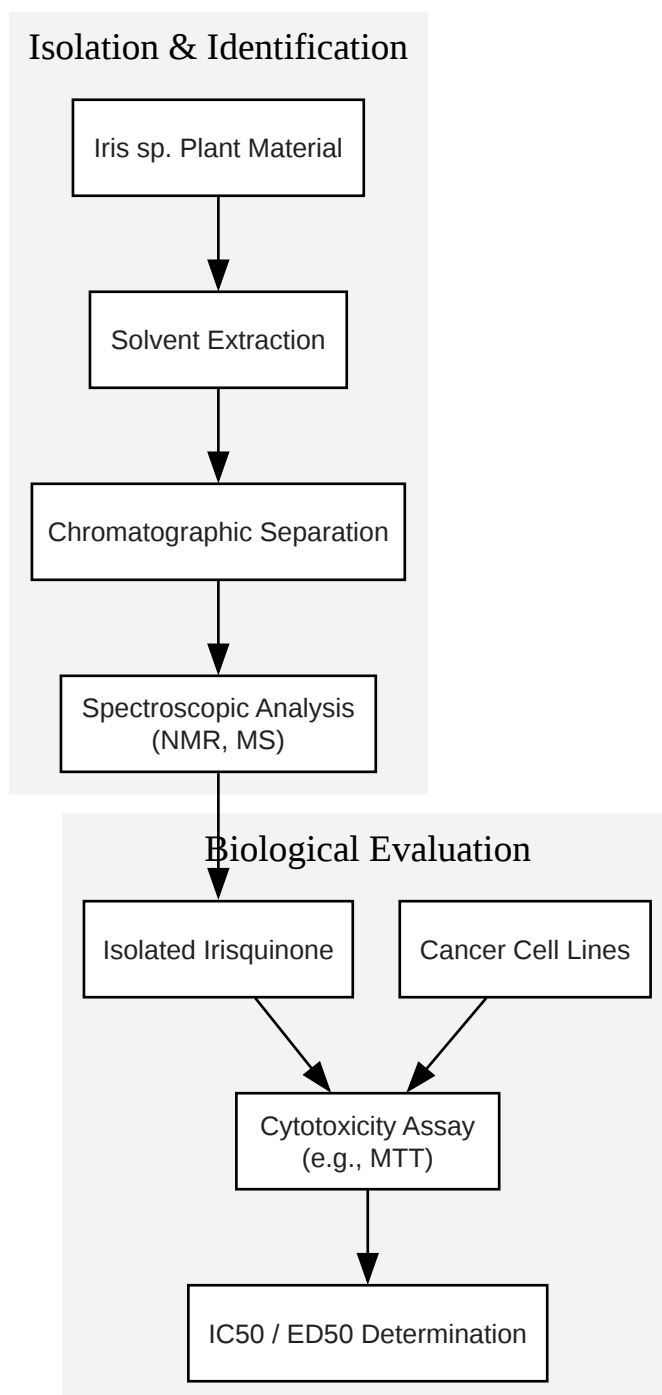 Isolation & Identification
Iris sp. Plant Material
Solvent Extraction
Chromatographic Separation
Spectroscopic Analysis
(NMR, MS)
Biological Evaluation
Isolated Irisquinone
Cancer Cell Lines
Cytotoxicity Assay
(e.g., MTT)
IC50 / ED50 Determination